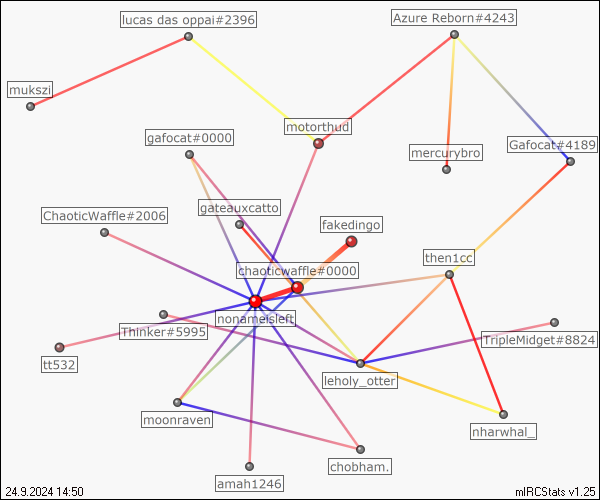 lucas das oppai#2396
Azure Reborn#4243
mukszi
motorthud
gafocat#0000
mercurybro
Gafocat#4189
gateauxcatto
ChaoticWaffle#2006
fakedingo
then1cc
chaoticwaffle#0000
nonameisleft
Thinker#5995
TripleMidget#8824
tt532
leholy_otter
moonraven
nharwhal_
chobham.
amah1246
24.9.2024 14:50
mIRCStats v1.25